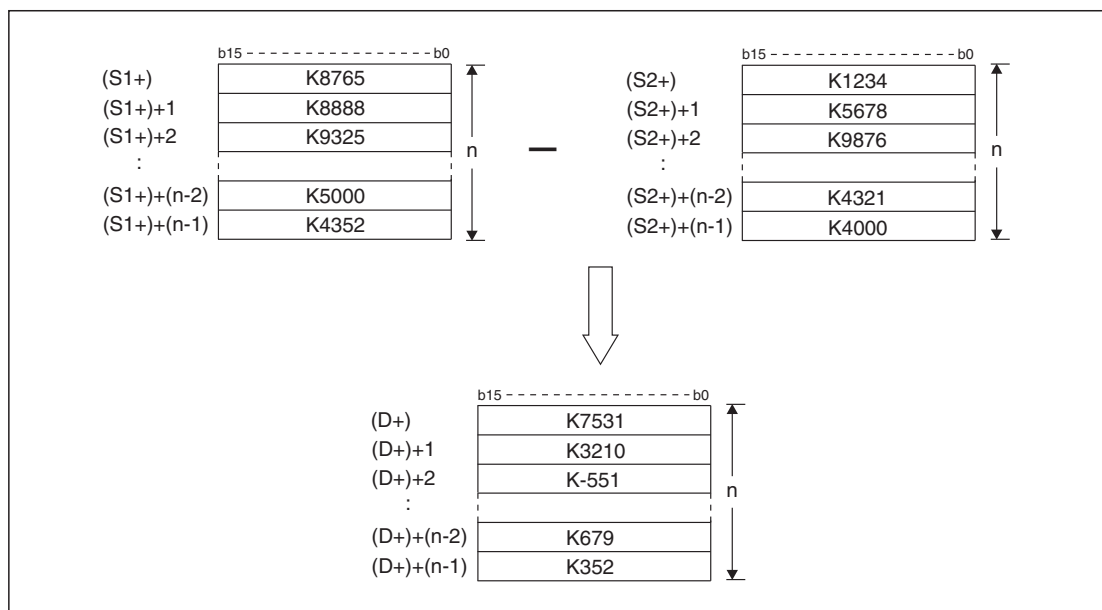 b15 ---------------------- b0
(S1+) K8765
(S1+)+1 K8888
(S1+)+2 K9325
:
(S1+)+(n-2) K5000
(S1+)+(n-1) K4352
n
—
b15 ---------------------- b0
(S2+) K1234
(S2+)+1 K5678
(S2+)+2 K9876
:
(S2+)+(n-2) K4321
(S2+)+(n-1) K4000
n
b15 ---------------------- b0
(D+) K7531
(D+)+1 K3210
(D+)+2 K-551
:
(D+)+(n-2) K679
(D+)+(n-1) K352
n